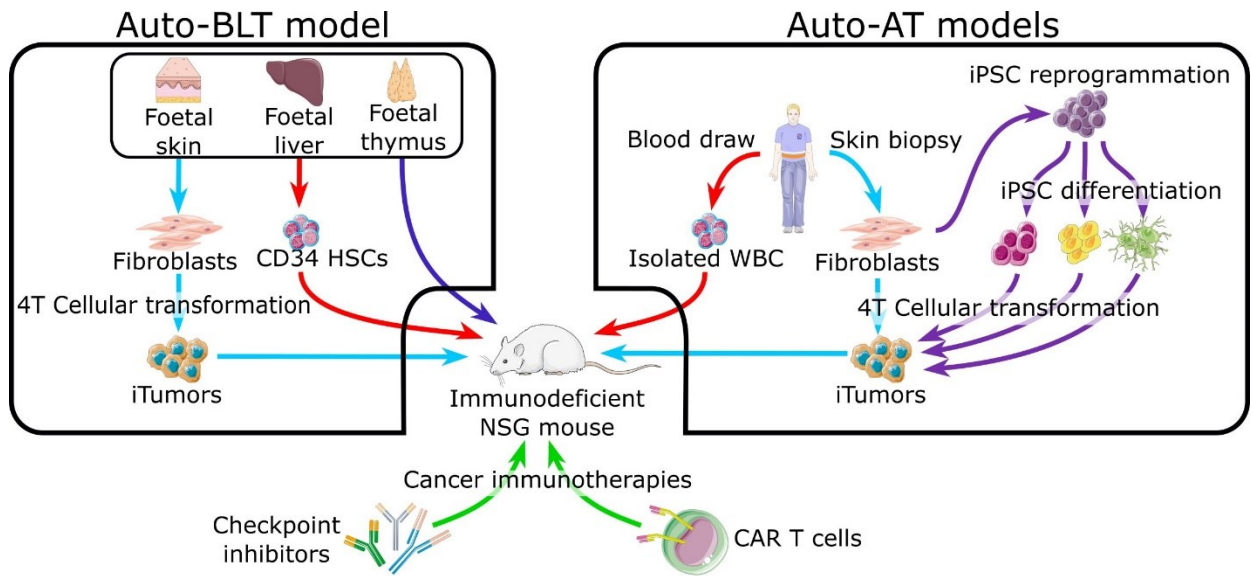 Auto-BLT model
Foetal
skin
Foetal
liver
Foetal
thymus
Fibroblasts
CD34 HSCs
4T Cellular transformation
iTumors
Auto-AT models
iPSC reprogrammation
Blood draw
Skin biopsy
iPSC differentiation
Isolated WBC
Fibroblasts
4T Cellular transformation
iTumors
Immunodeficient
NSG mouse
Cancer immunotherapies
Checkpoint
inhibitors
CAR T cells